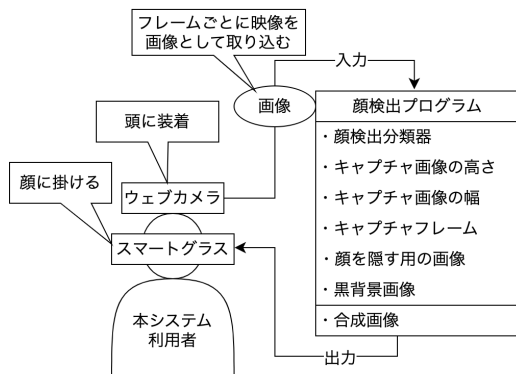 フレームごとに映像を
画像として取り込む
入力
画像
顔検出プログラム
頭に装着
・顔検出分類器
・キャプチャ画像の高さ
顔に掛ける
ウェブカメラ
・キャプチャ画像の幅
・キャプチャフレーム
スマートグラス
・顔を隠す用の画像
・黒背景画像
本システム
利用者
・合成画像
出力